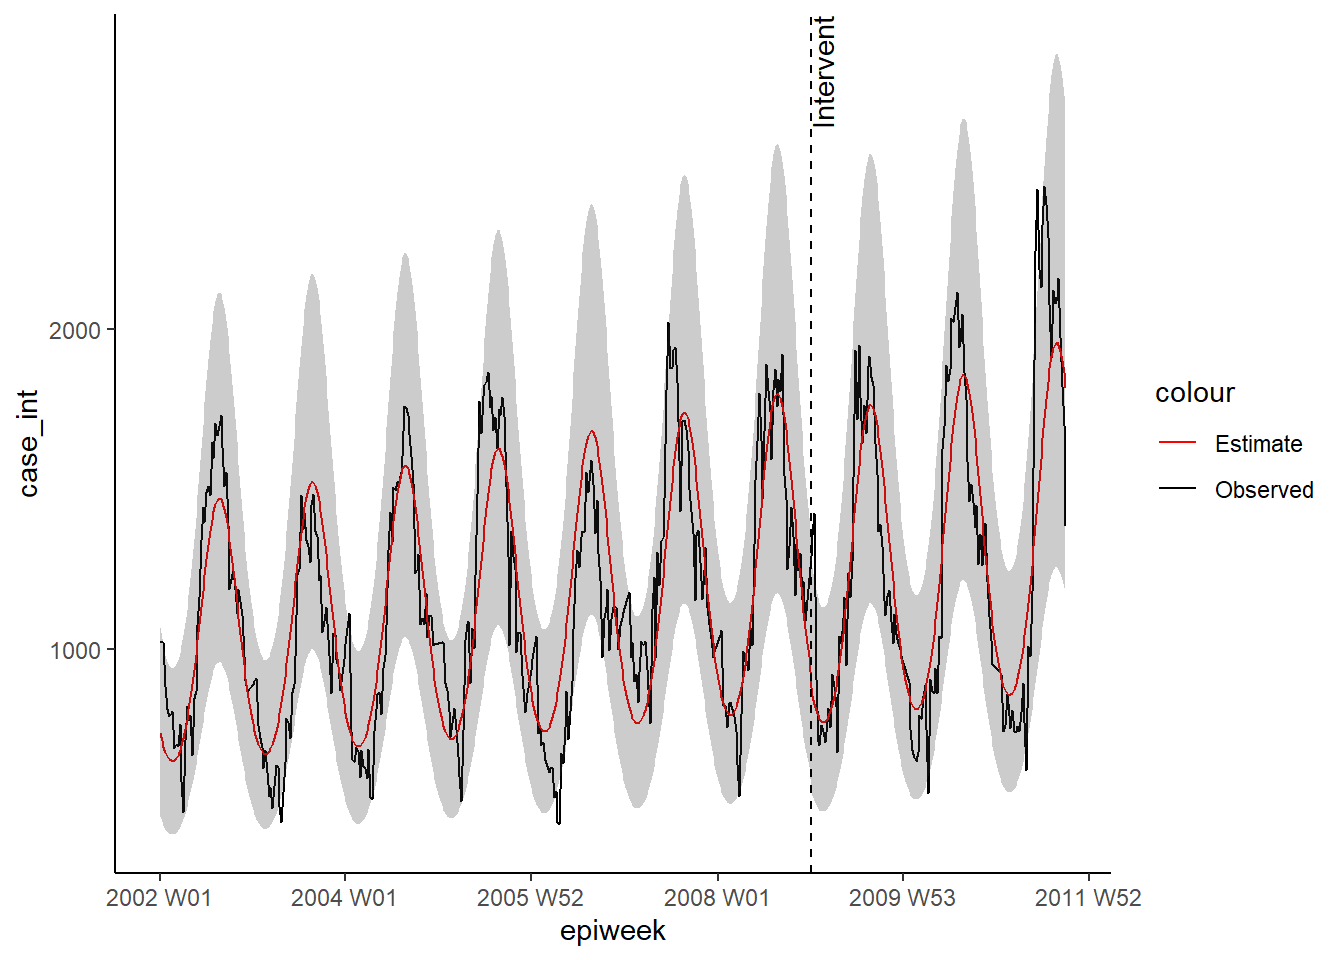 Intervent
2000
1000
case_int
2002 W01
2004 W01
2005 W52
2008 W01
2009 W53
2011 W52
epiweek
colour
Estimate
Observed